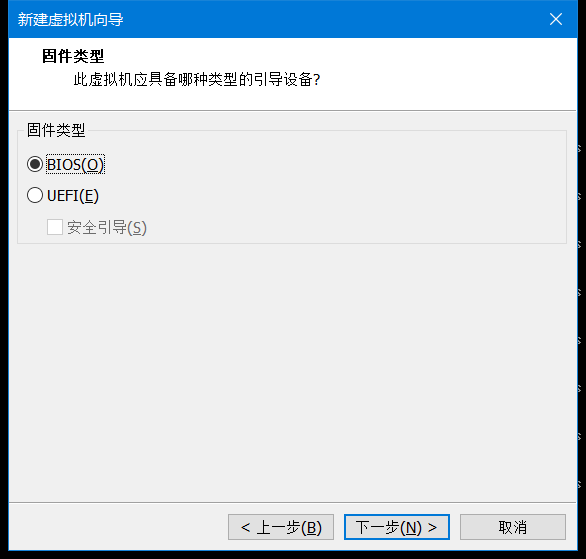 新建虚拟机向导
固件类型
此虚拟机应具备哪种类型的引导设备?
固件类型
BIOS(O)
UEFI(E)
安全引导(S)
< 上一步(B) 下一步(N) > 取消